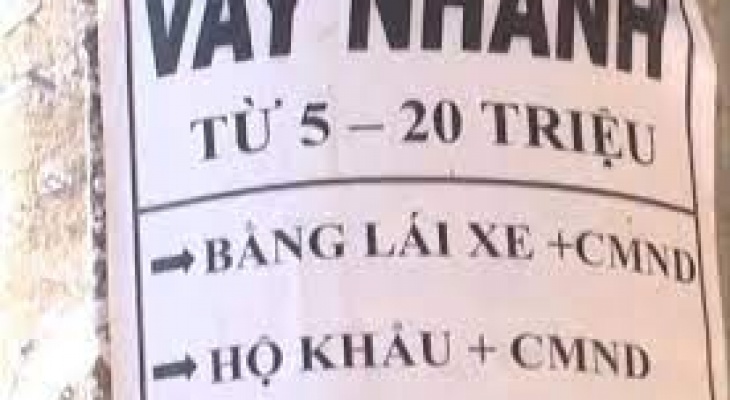 VAY NHANH
TỪ 5 – 20 TRIỆU
➡ BẰNG LÁI XE +CMND
➡ HỘ KHẨU + CMND